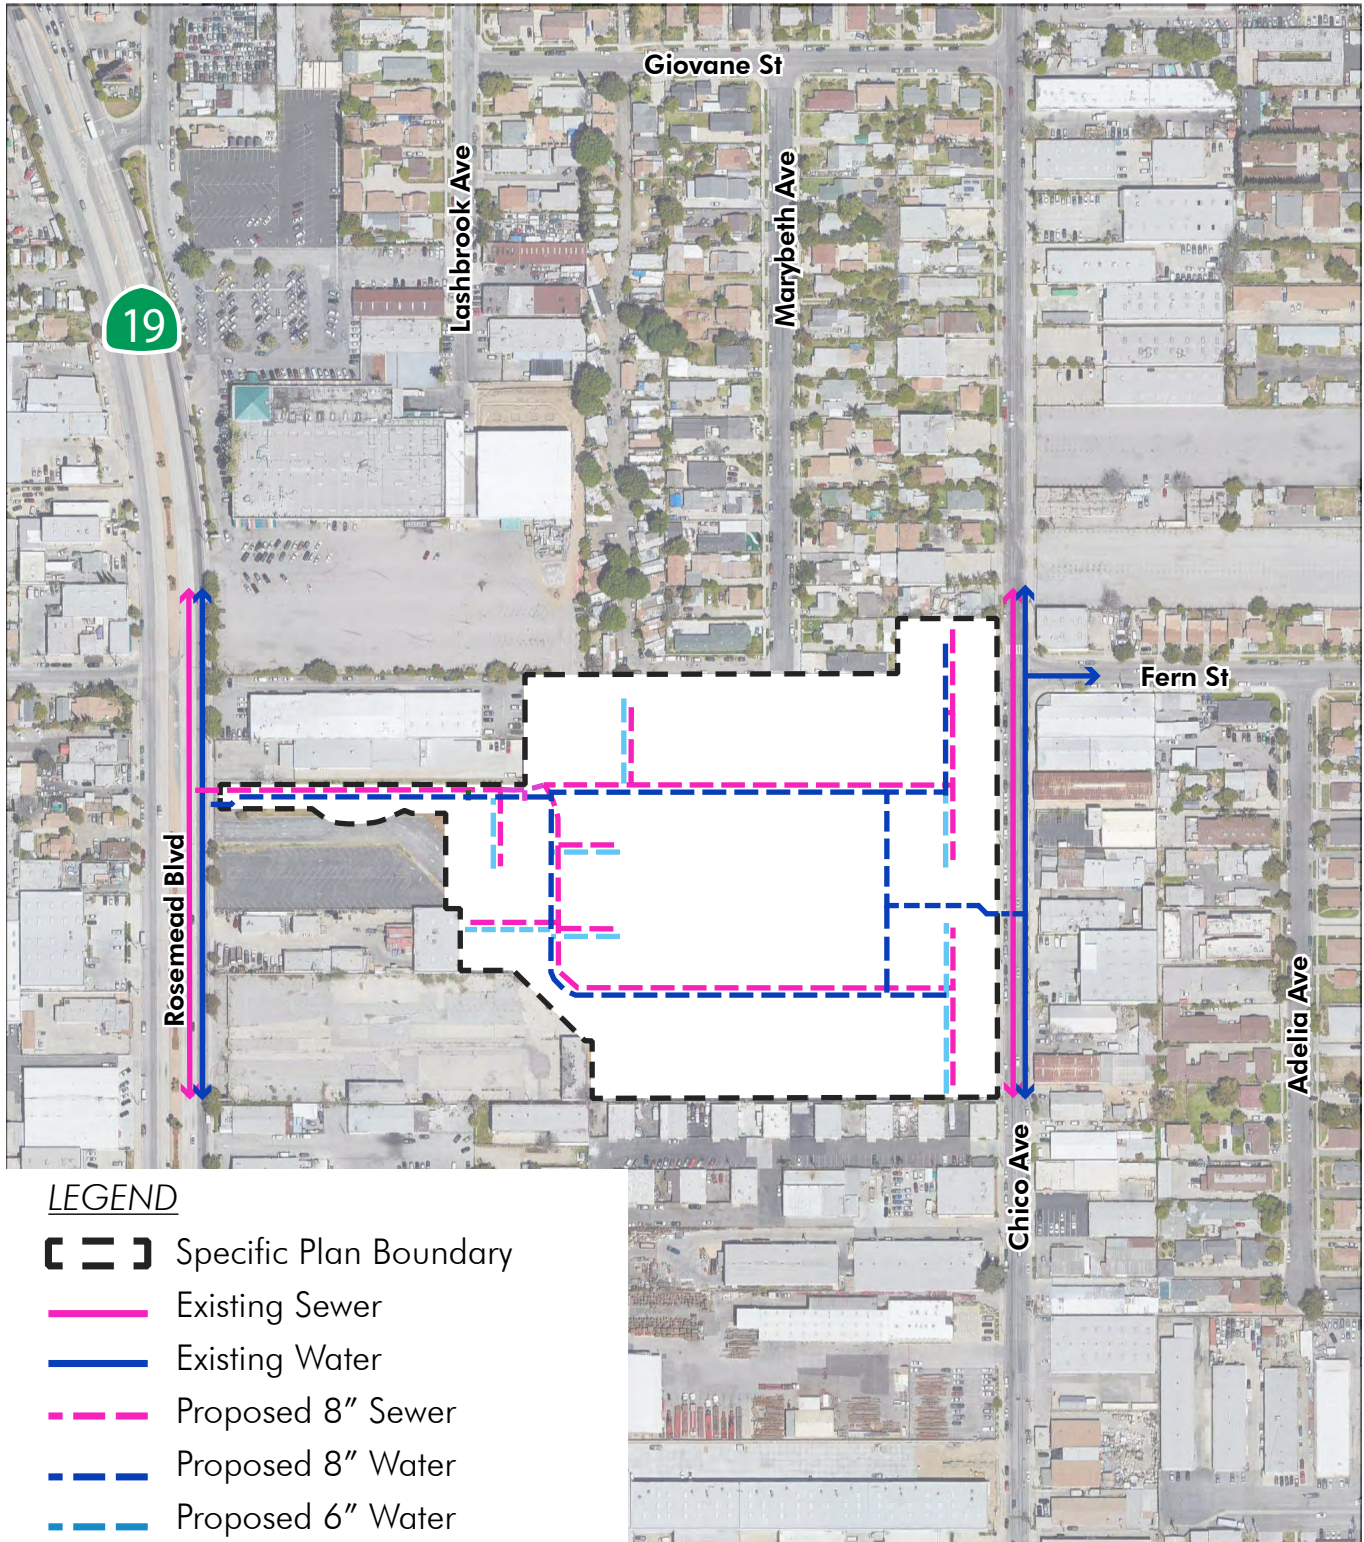 Giovane St
Lashbrook Ave
Marybeth Ave
19
Fern St
Rosemead Blvd
Adelia Ave
Chico Ave
LEGEND
Specific Plan Boundary
Existing Sewer
Existing Water
Proposed 8” Sewer
Proposed 8” Water
Proposed 6” Water